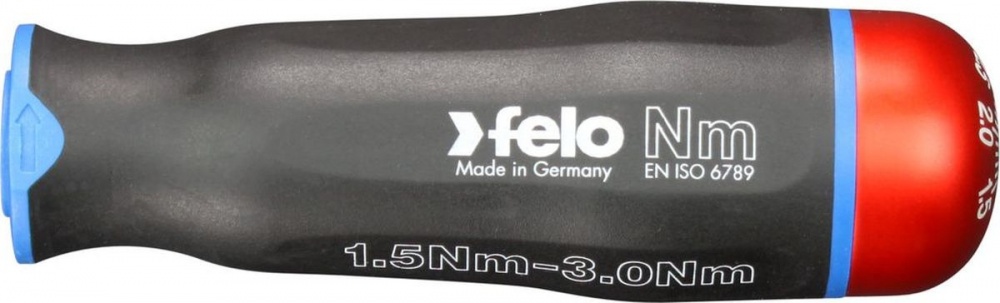 felo Nm
Made in Germany EN ISO 6789
1.5Nm-3.0Nm
2.0
1.5